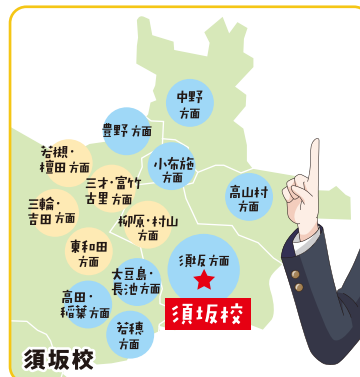 中野
方面
豊野方面
若槻・
檀田方面
小布施
方面
三才・富竹
古里 方面
高山村
方面
三輪・
吉田方面
柳原・村山
方面
東和田
方面
須坂方面
大豆島・
長池方面
高田・
稲葉方面
須坂校
若穂
方面
須坂校